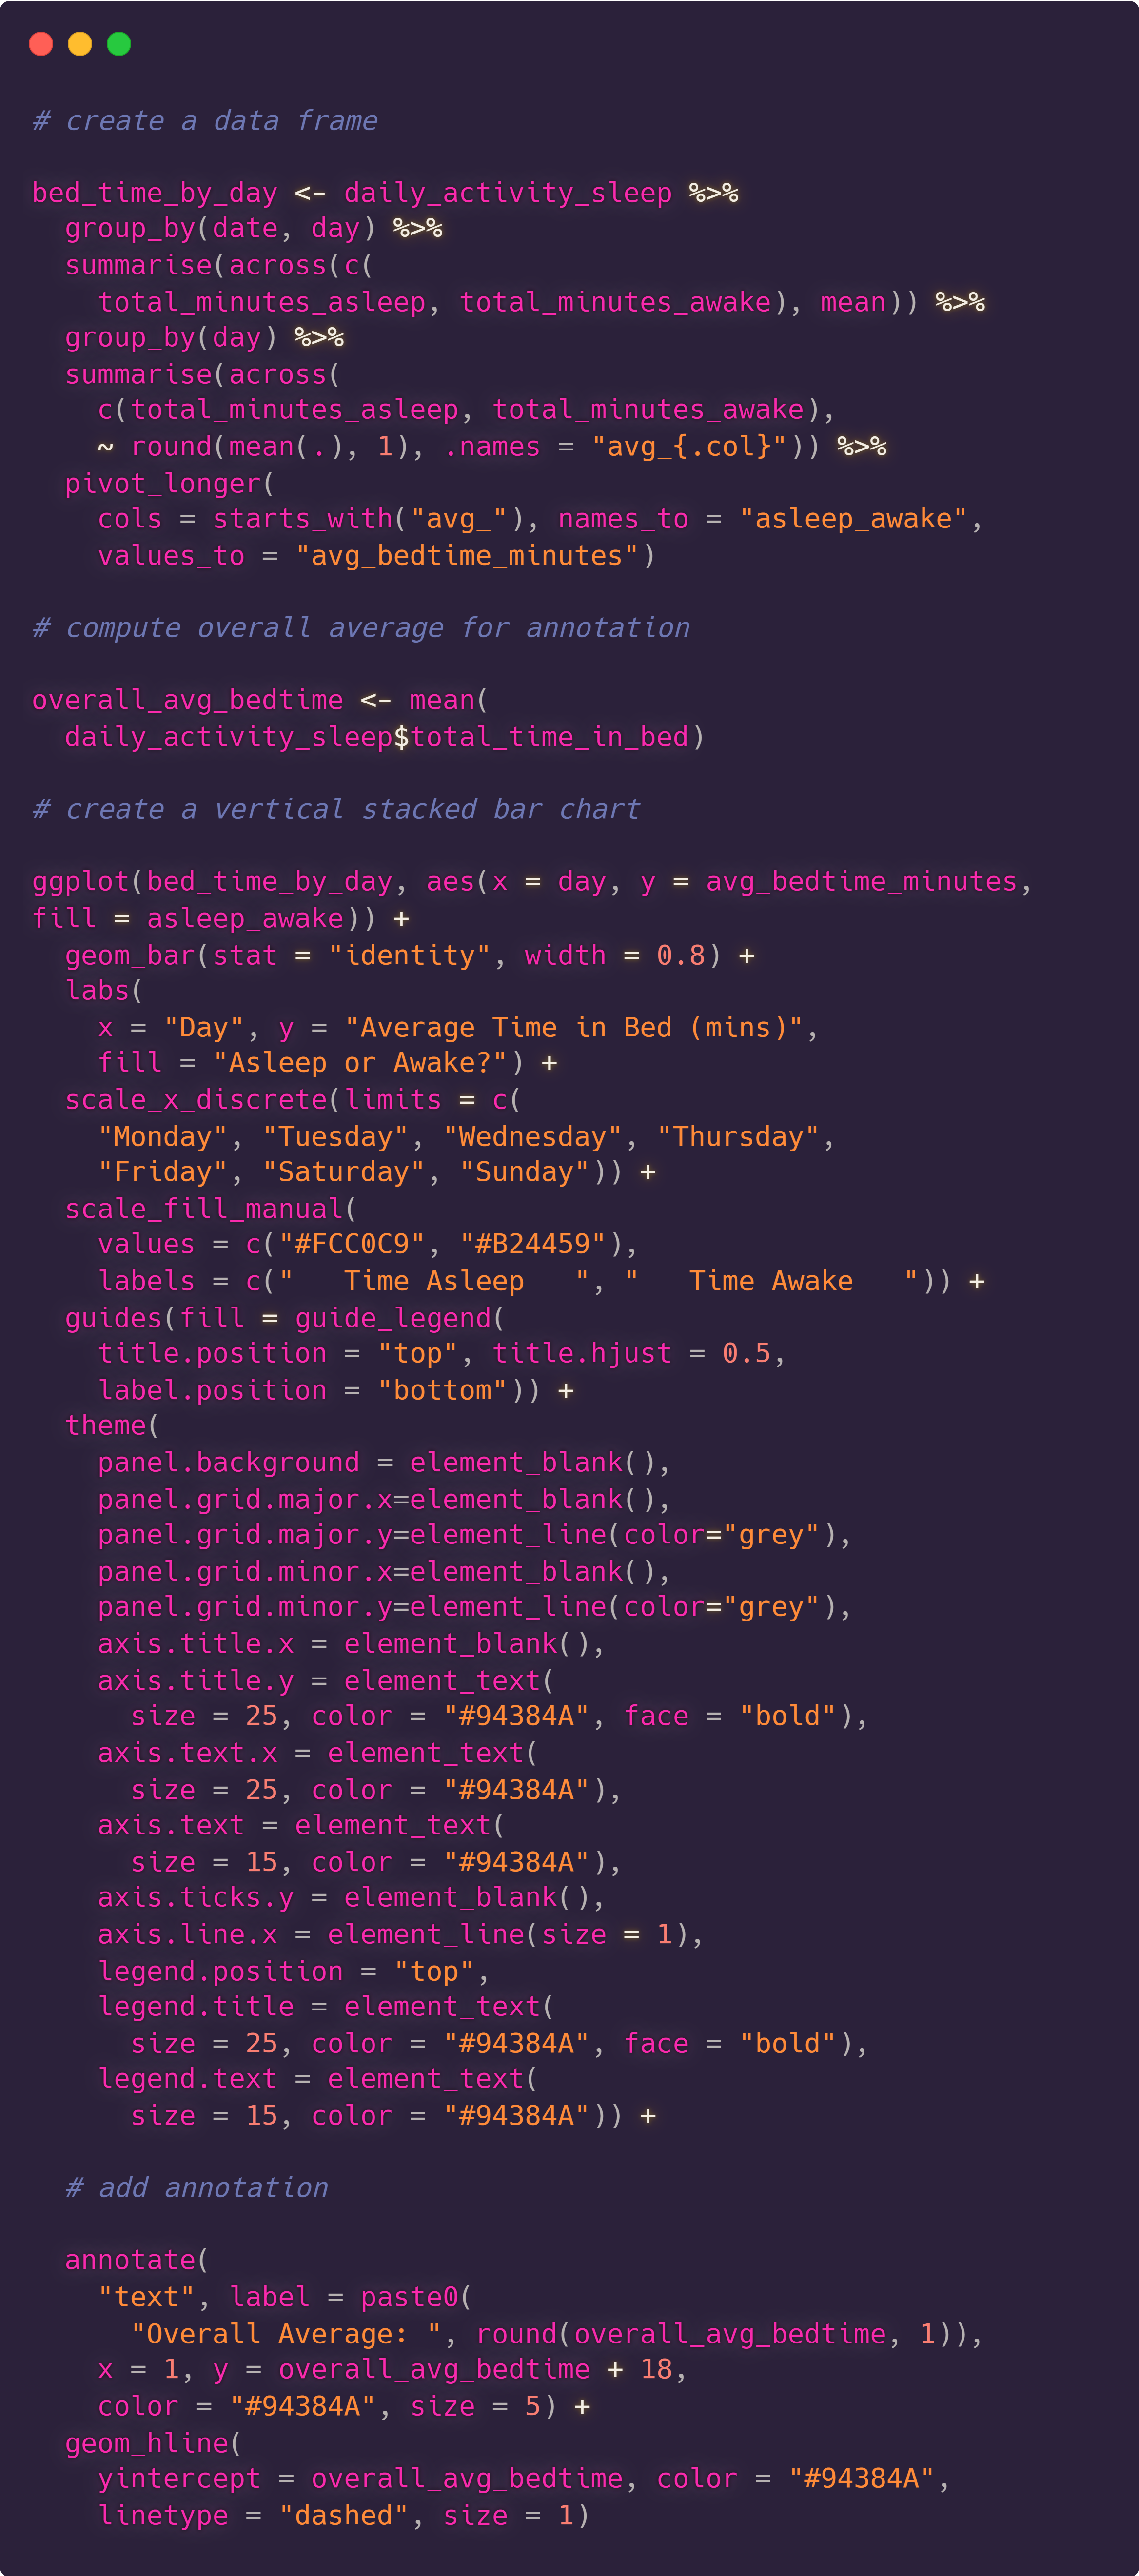 # create a data frame

bed_time_by_day <- daily_activity_sleep %>%
  group_by(date, day) %>%
  summarise(across(c(
    total_minutes_asleep, total_minutes_awake), mean)) %>%
  group_by(day) %>%
  summarise(across(
    c(total_minutes_asleep, total_minutes_awake),
    ~ round(mean(.), 1), .names = "avg_{.col}")) %>%
  pivot_longer(
    cols = starts_with("avg_"), names_to = "asleep_awake",
    values_to = "avg_bedtime_minutes")

# compute overall average for annotation

overall_avg_bedtime <- mean(
  daily_activity_sleep$total_time_in_bed)

# create a vertical stacked bar chart

ggplot(bed_time_by_day, aes(x = day, y = avg_bedtime_minutes,
fill = asleep_awake)) +
  geom_bar(stat = "identity", width = 0.8) +
  labs(
    x = "Day", y = "Average Time in Bed (mins)",
    fill = "Asleep or Awake?") +
  scale_x_discrete(limits = c(
    "Monday", "Tuesday", "Wednesday", "Thursday",
    "Friday", "Saturday", "Sunday")) +
  scale_fill_manual(
    values = c("#FCC0C9", "#B24459"),
    labels = c("   Time Asleep   ", "   Time Awake   ")) +
  guides(fill = guide_legend(
    title.position = "top", title.hjust = 0.5,
    label.position = "bottom")) +
  theme(
    panel.background = element_blank(),
    panel.grid.major.x=element_blank(),
    panel.grid.major.y=element_line(color="grey"),
    panel.grid.minor.x=element_blank(),
    panel.grid.minor.y=element_line(color="grey"),
    axis.title.x = element_blank(),
    axis.title.y = element_text(
      size = 25, color = "#94384A", face = "bold"),
    axis.text.x = element_text(
      size = 25, color = "#94384A"),
    axis.text = element_text(
      size = 15, color = "#94384A"),
    axis.ticks.y = element_blank(),
    axis.line.x = element_line(size = 1),
    legend.position = "top",
    legend.title = element_text(
      size = 25, color = "#94384A", face = "bold"),
    legend.text = element_text(
      size = 15, color = "#94384A")) +

  # add annotation

  annotate(
    "text", label = paste0(
      "Overall Average: ", round(overall_avg_bedtime, 1)),
    x = 1, y = overall_avg_bedtime + 18,
    color = "#94384A", size = 5) +
  geom_hline(
    yintercept = overall_avg_bedtime, color = "#94384A",
    linetype = "dashed", size = 1)